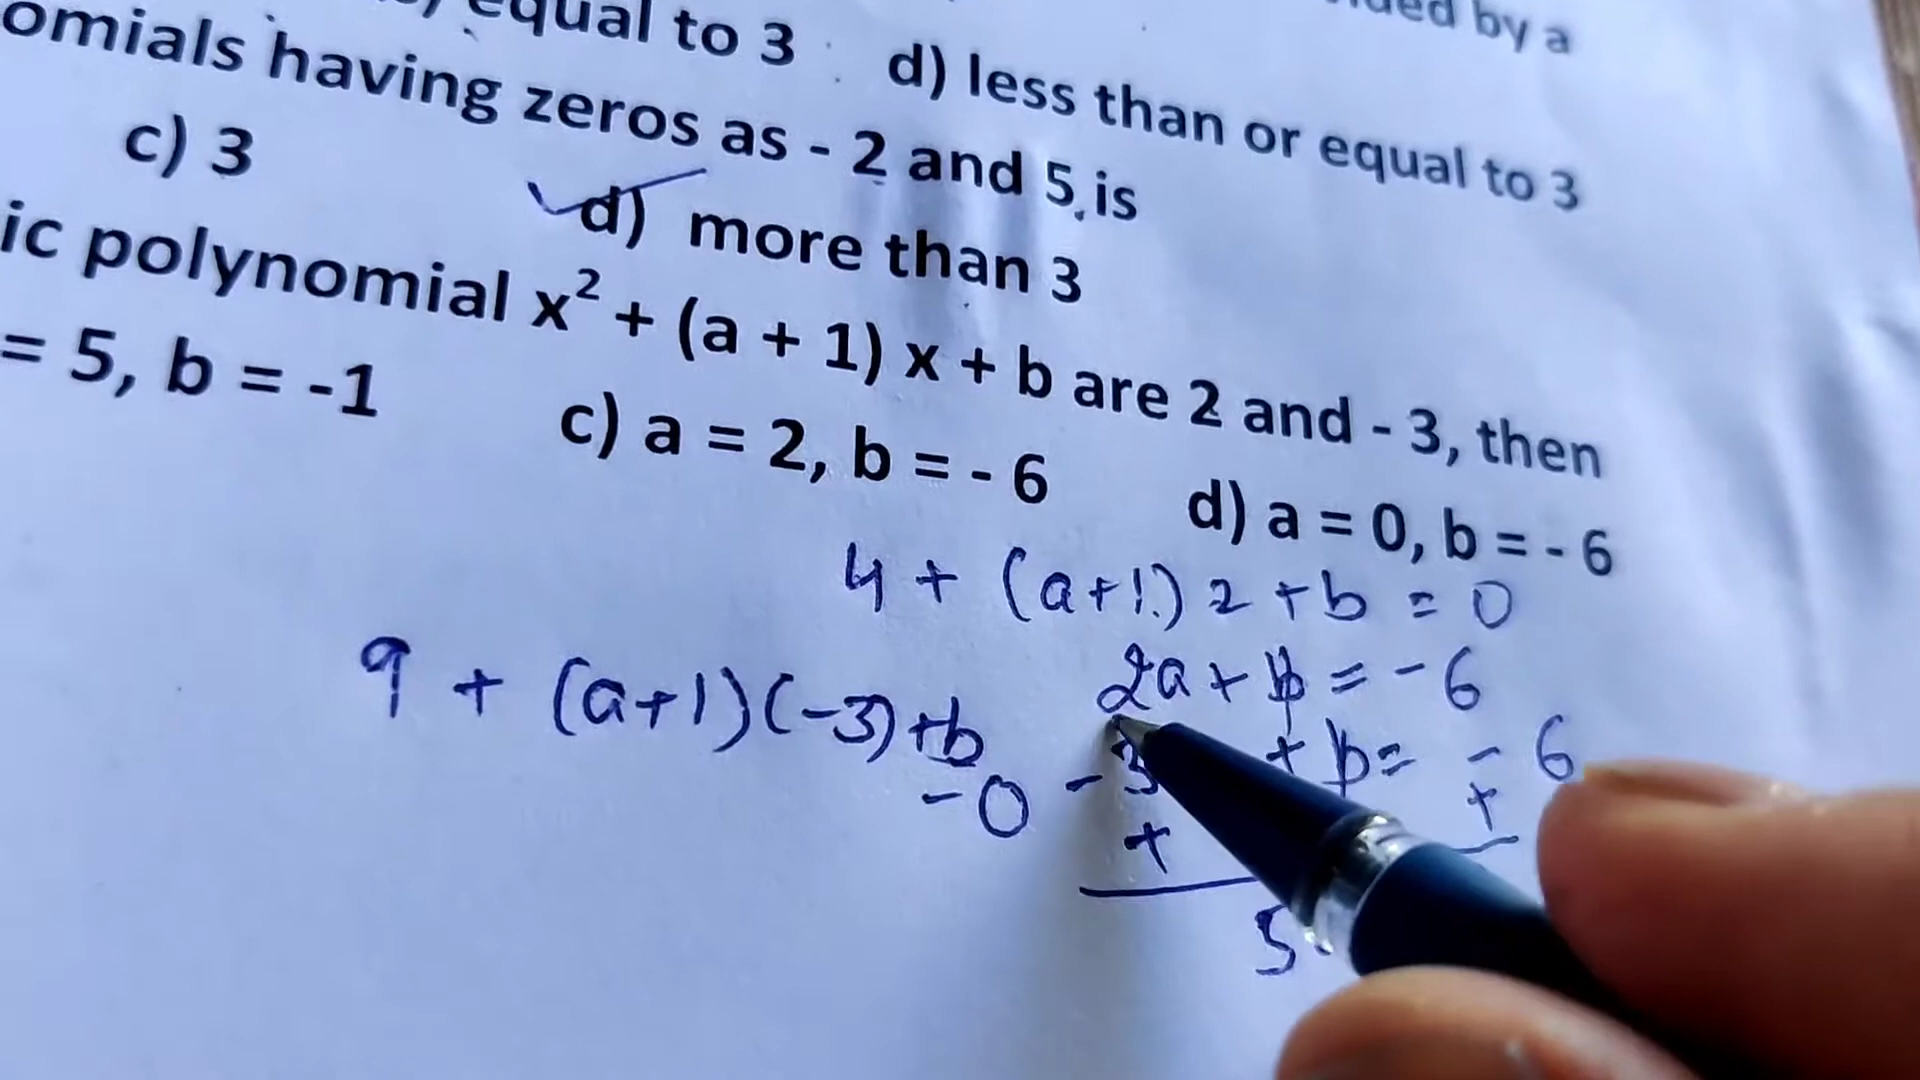 equal to 3 d) less than or equal to 3
by a
omials having zeros as - 2 and 5 is
c) 3 d) more than 3
ic polynomial x² + (a + 1) x + b are 2 and - 3, then
= 5, b = -1 c) a = 2, b = - 6 d) a = 0, b = - 6
4 + (a+1) 2 + b = 0
9 + (a+1)(-3)+b
-0
2a + b = -6
-3 + b = - 6
+ +
5